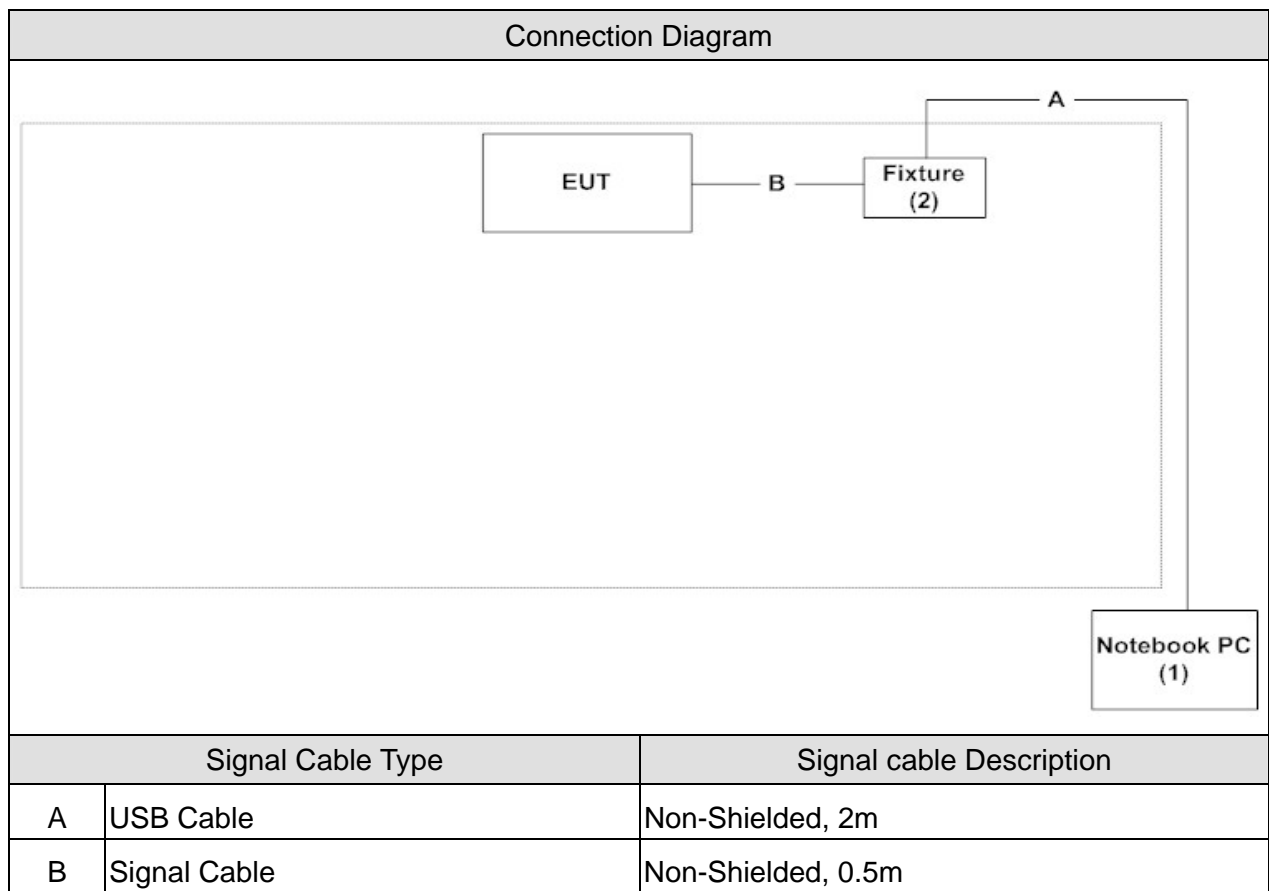 Connection Diagram
A
EUT
B
Fixture
(2)
Notebook PC
(1)
Signal Cable Type Signal cable Description
A USB Cable Non-Shielded, 2m
B Signal Cable Non-Shielded, 0.5m